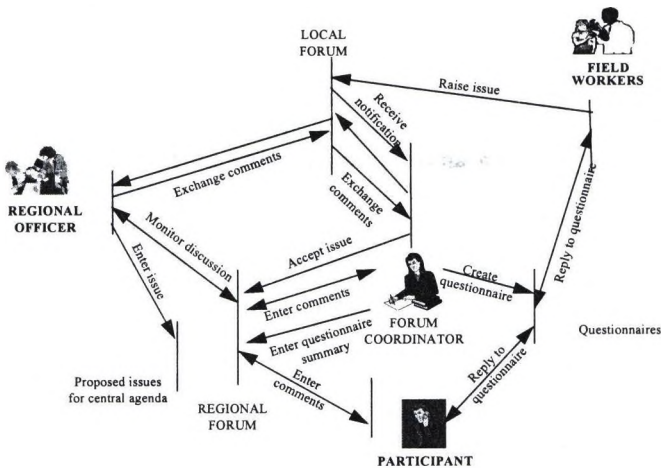 LOCAL
FORUM
FIELD
WORKERS
Raise issue
Receive
notification
Exchange comments
Exchange
comments
REGIONAL
OFFICER
Monitor discussion
Enter issue
Accept issue
Reply to questionnaire
Create
questionnaire
Enter comments
FORUM
COORDINATOR
Questionnaires
Enter questionnaire
summary
Reply to
questionnaire
Proposed issues
for central agenda
Enter
comments
REGIONAL
FORUM
PARTICIPANT